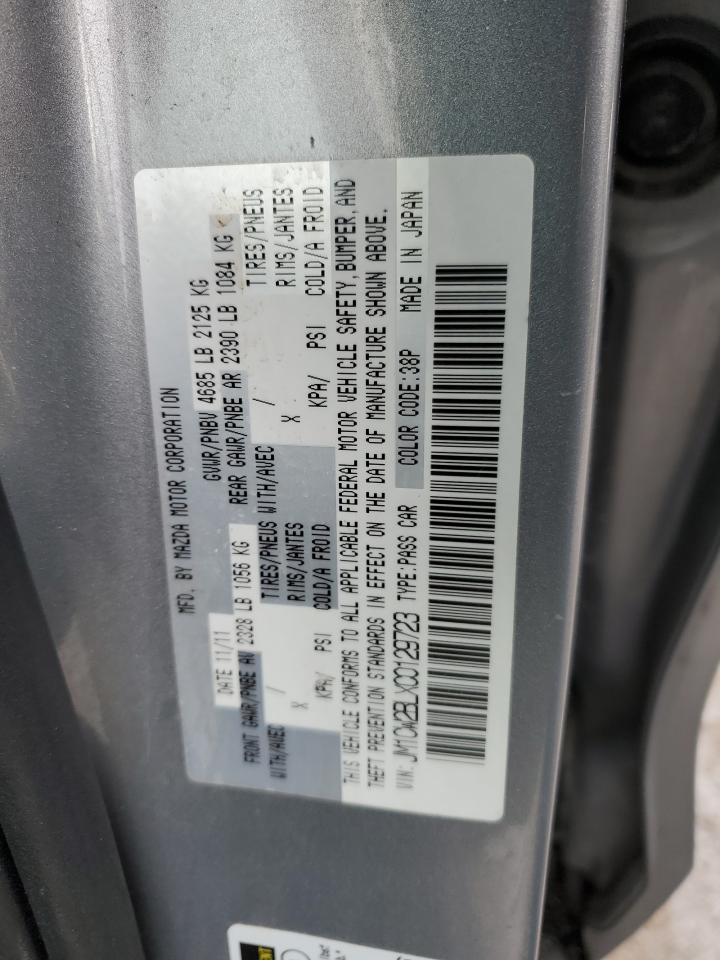 MFD. BY MAZDA MOTOR CORPORATION
DATE 11/11 GVWR/PNBV 4685 LB 2125 KG
FRONT GAWR/PNBE AV 2328 LB 1056 KG REAR GAWR/PNBE AR 2390 LB 1084 KG
WITH/AVEC / TIRES/PNEUS WITH/AVEC / TIRES/PNEUS
X RIMS/JANTES X RIMS/JANTES
KPA/ PSI COLD/A FROID KPA/ PSI COLD/A FROID
THIS VEHICLE CONFORMS TO ALL APPLICABLE FEDERAL MOTOR VEHICLE SAFETY, BUMPER, AND
THEFT PREVENTION STANDARDS IN EFFECT ON THE DATE OF MANUFACTURE SHOWN ABOVE.
VIN: JM1CW2BLXC0129723 TYPE:PASS CAR COLOR CODE:38P MADE IN JAPAN